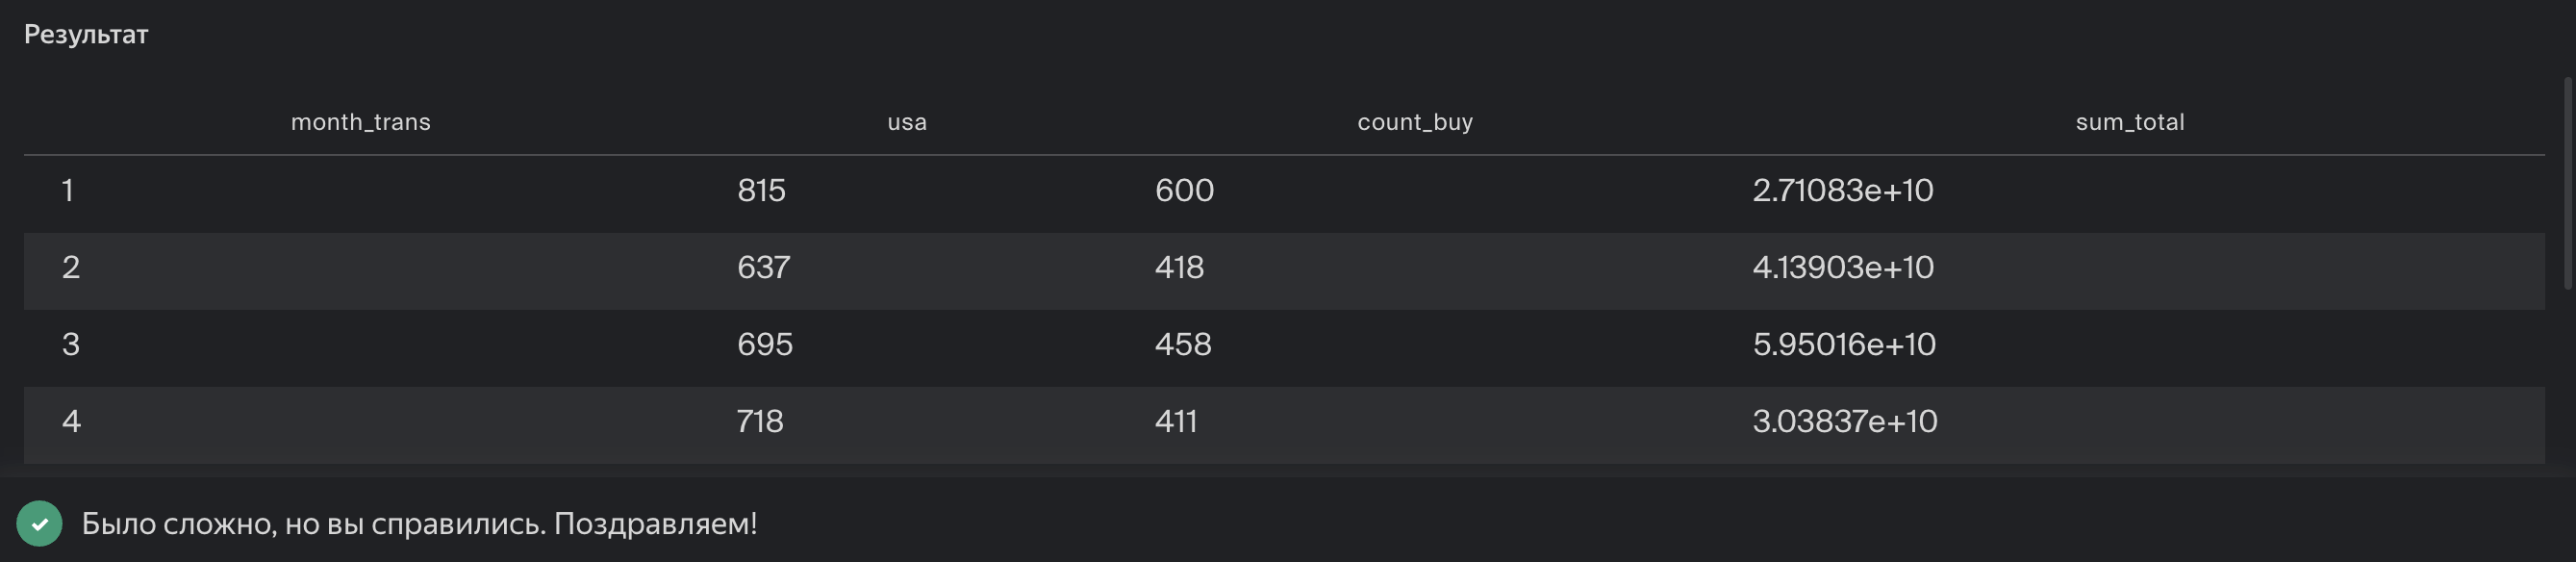 Результат
month_trans usa count_buy sum_total
1 815 600 2.71083e+10
2 637 418 4.13903e+10
3 695 458 5.95016e+10
4 718 411 3.03837e+10
Было сложно, но вы справились. Поздравляем!